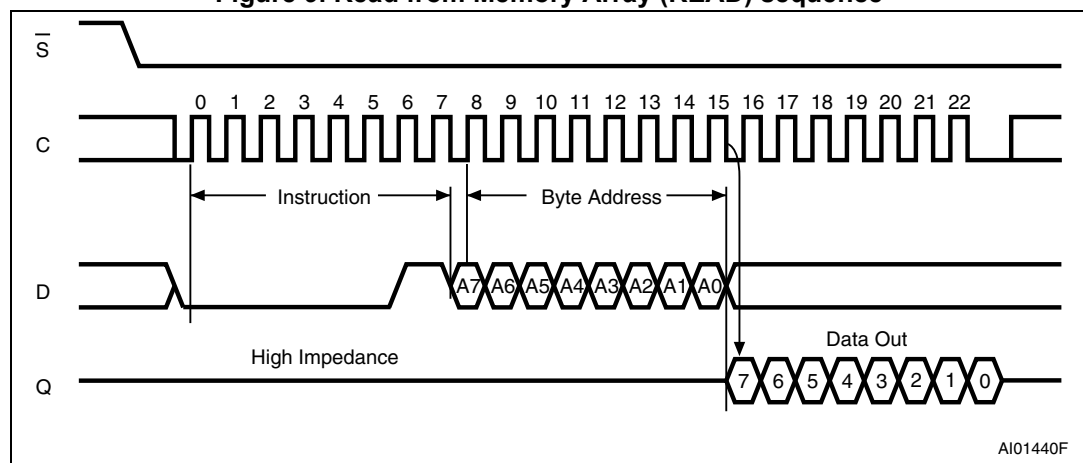 Figure 9. Read from Memory Array (READ) sequence
S
0 1 2 3 4 5 6 7 8 9 10 11 12 13 14 15 16 17 18 19 20 21 22
C
Instruction
Byte Address
D
A7 A6 A5 A4 A3 A2 A1 A0
High Impedance
Data Out
Q
7 6 5 4 3 2 1 0
AI01440F